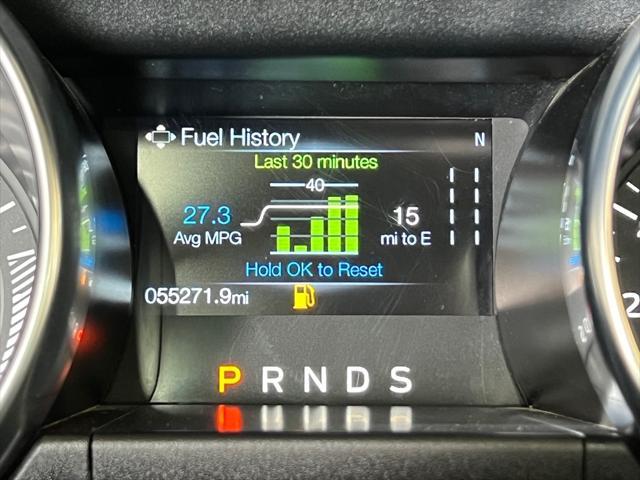 Fuel History N
Last 30 minutes
40
27.3
Avg MPG
15
mi to E
Hold OK to Reset
055271.9mi
P R N D S
2